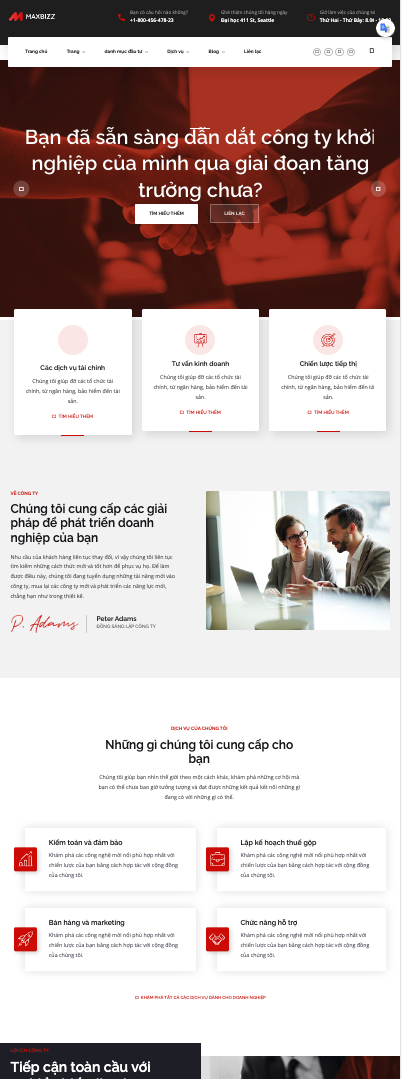 MAXBIZZ
Bạn có câu hỏi nào không?
+1-800-456-478-23
Ghé thăm chúng tôi hàng ngày
Đại học 411 St, Seattle
Giờ làm việc của chúng tôi
Thứ Hai - Thứ Bảy: 8.00 - 18.00
Trang chủ
Trang
danh mục đầu tư
Dịch vụ
Blog
Liên lạc
Bạn đã sẵn sàng dẫn dắt công ty khởi
nghiệp của mình qua giai đoạn tăng
trưởng chưa?
TÌM HIỂU THÊM
LIÊN LẠC
Các dịch vụ tài chính
Chúng tôi giúp đỡ các tổ chức tài
chính, từ ngân hàng, bảo hiểm đến tài
sản.
TÌM HIỂU THÊM
Tư vấn kinh doanh
Chúng tôi giúp đỡ các tổ chức tài
chính, từ ngân hàng, bảo hiểm đến tài
sản.
TÌM HIỂU THÊM
Chiến lược tiếp thị
Chúng tôi giúp đỡ các tổ chức tài
chính, từ ngân hàng, bảo hiểm đến tài
sản.
TÌM HIỂU THÊM
VỀ CÔNG TY
Chúng tôi cung cấp các giải
pháp để phát triển doanh
nghiệp của bạn
Nhu cầu của khách hàng liên tục thay đổi, vì vậy chúng tôi liên tục
tìm kiếm những cách thức mới và tốt hơn để phục vụ họ. Để làm
được điều này, chúng tôi đang tuyển dụng những tài năng mới vào
công ty, mua lại các công ty mới và phát triển các năng lực mới,
chẳng hạn như trong thiết kế.
P. Adams
Peter Adams
ĐỒNG SÁNG LẬP CÔNG TY
DỊCH VỤ CỦA CHÚNG TÔI
Những gì chúng tôi cung cấp cho
bạn
Chúng tôi giúp bạn nhìn thế giới theo một cách khác, khám phá những cơ hội mà
bạn có thể chưa bao giờ tưởng tượng và đạt được những kết quả kết nối những gì
đang có với những gì có thể.
Kiểm toán và đảm bảo
Khám phá các công nghệ mới nổi phù hợp nhất với
chiến lược của bạn bằng cách hợp tác với cộng đồng
của chúng tôi.
Lập kế hoạch thuế gộp
Khám phá các công nghệ mới nổi phù hợp nhất với
chiến lược của bạn bằng cách hợp tác với cộng đồng
của chúng tôi.
Bán hàng và marketing
Khám phá các công nghệ mới nổi phù hợp nhất với
chiến lược của bạn bằng cách hợp tác với cộng đồng
của chúng tôi.
Chức năng hỗ trợ
Khám phá các công nghệ mới nổi phù hợp nhất với
chiến lược của bạn bằng cách hợp tác với cộng đồng
của chúng tôi.
KHÁM PHÁ TẤT CẢ CÁC DỊCH VỤ DÀNH CHO DOANH NGHIỆP
LỢI ÍCH CÔNG TY
Tiếp cận toàn cầu với